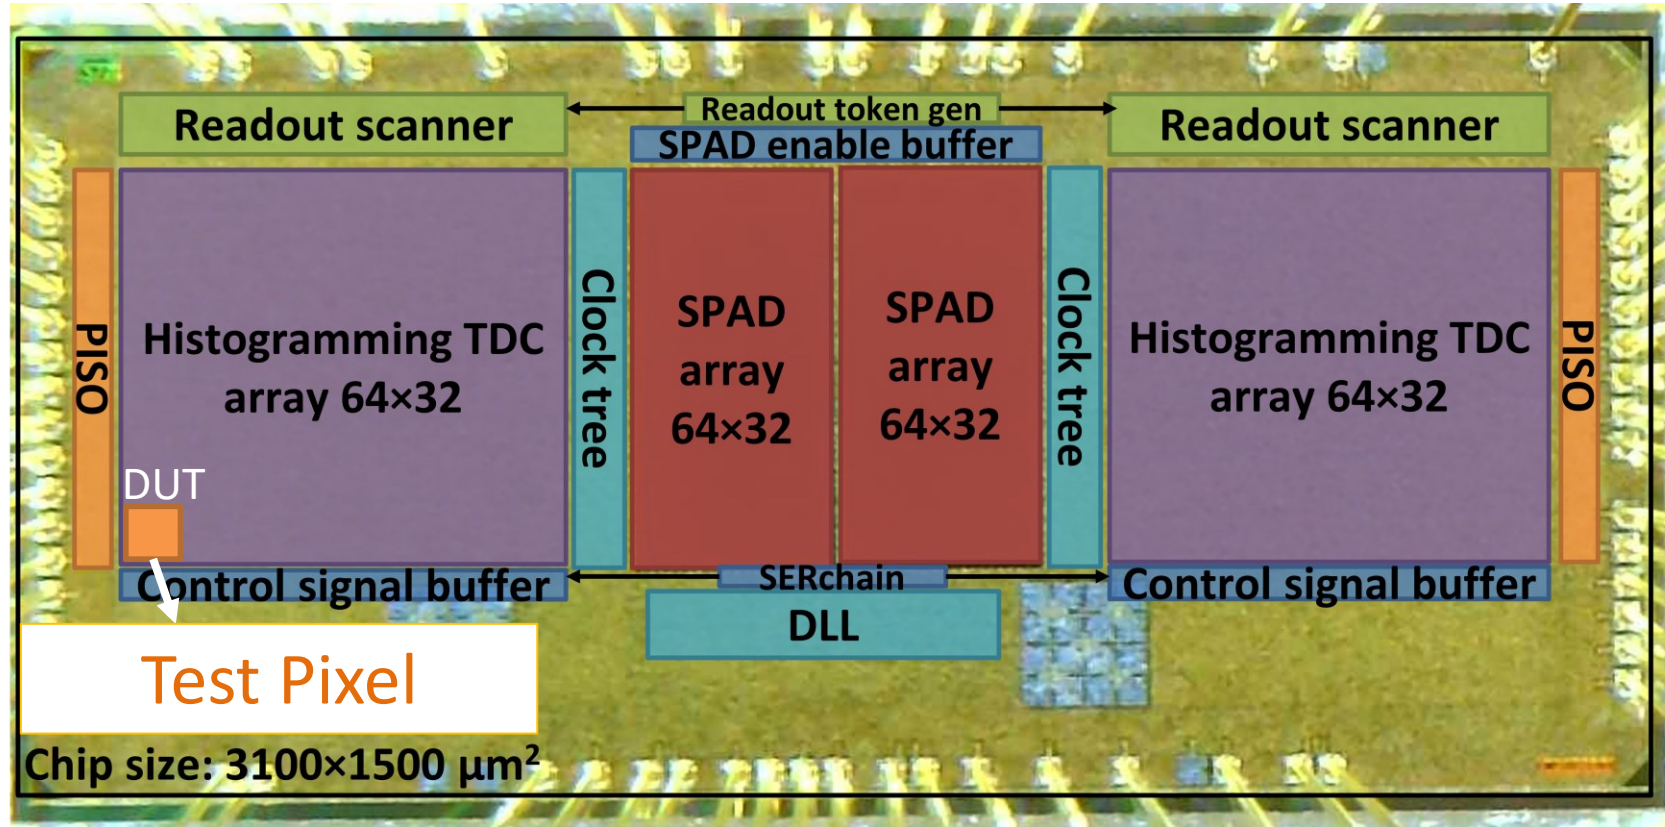 Readout scanner
Readout token gen
Readout scanner
SPAD enable buffer
PISO
Histogramming TDC
array 64×32
Clock tree
SPAD
array
64×32
SPAD
array
64×32
Clock tree
Histogramming TDC
array 64×32
PISO
DUT
Control signal buffer
SERchain
Control signal buffer
DLL
Test Pixel
Chip size: 3100×1500 µm²